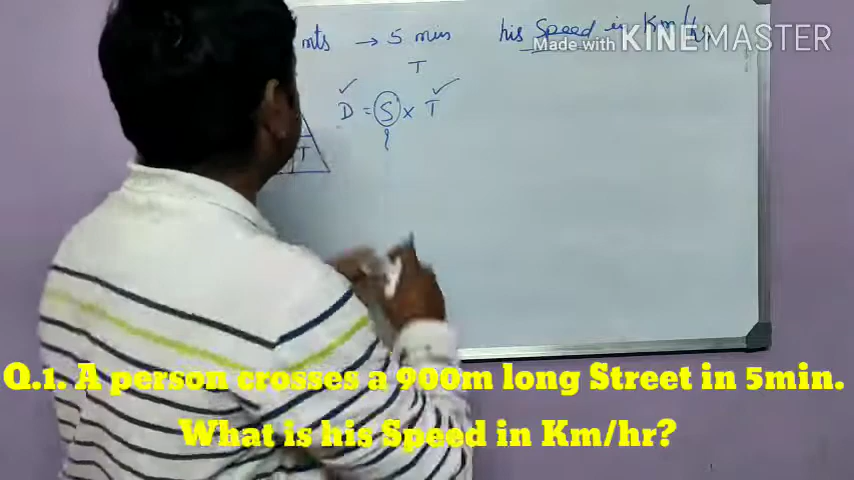 mts → 5 min his Speed in Km/hr
T
D = S × T
T
Made with KINEMASTER
Q.1. A person crosses a 900m long Street in 5min.
What is his Speed in Km/hr?